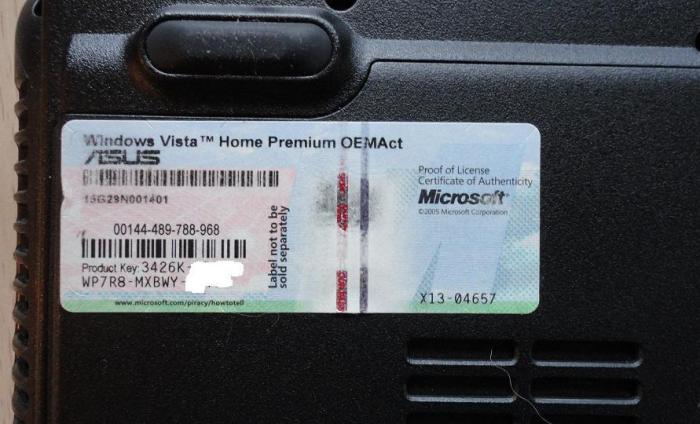 Windows Vista™ Home Premium OEMAct
ASUS
Proof of License
Certificate of Authenticity
Microsoft®
©2005 Microsoft Corporation
15G29N001401
00144-489-788-968
Label not to be
sold separately
Product Key: 3426K-
WP7R8-MXBWY-
www.microsoft.com/piracy/howtotell
X13-04657